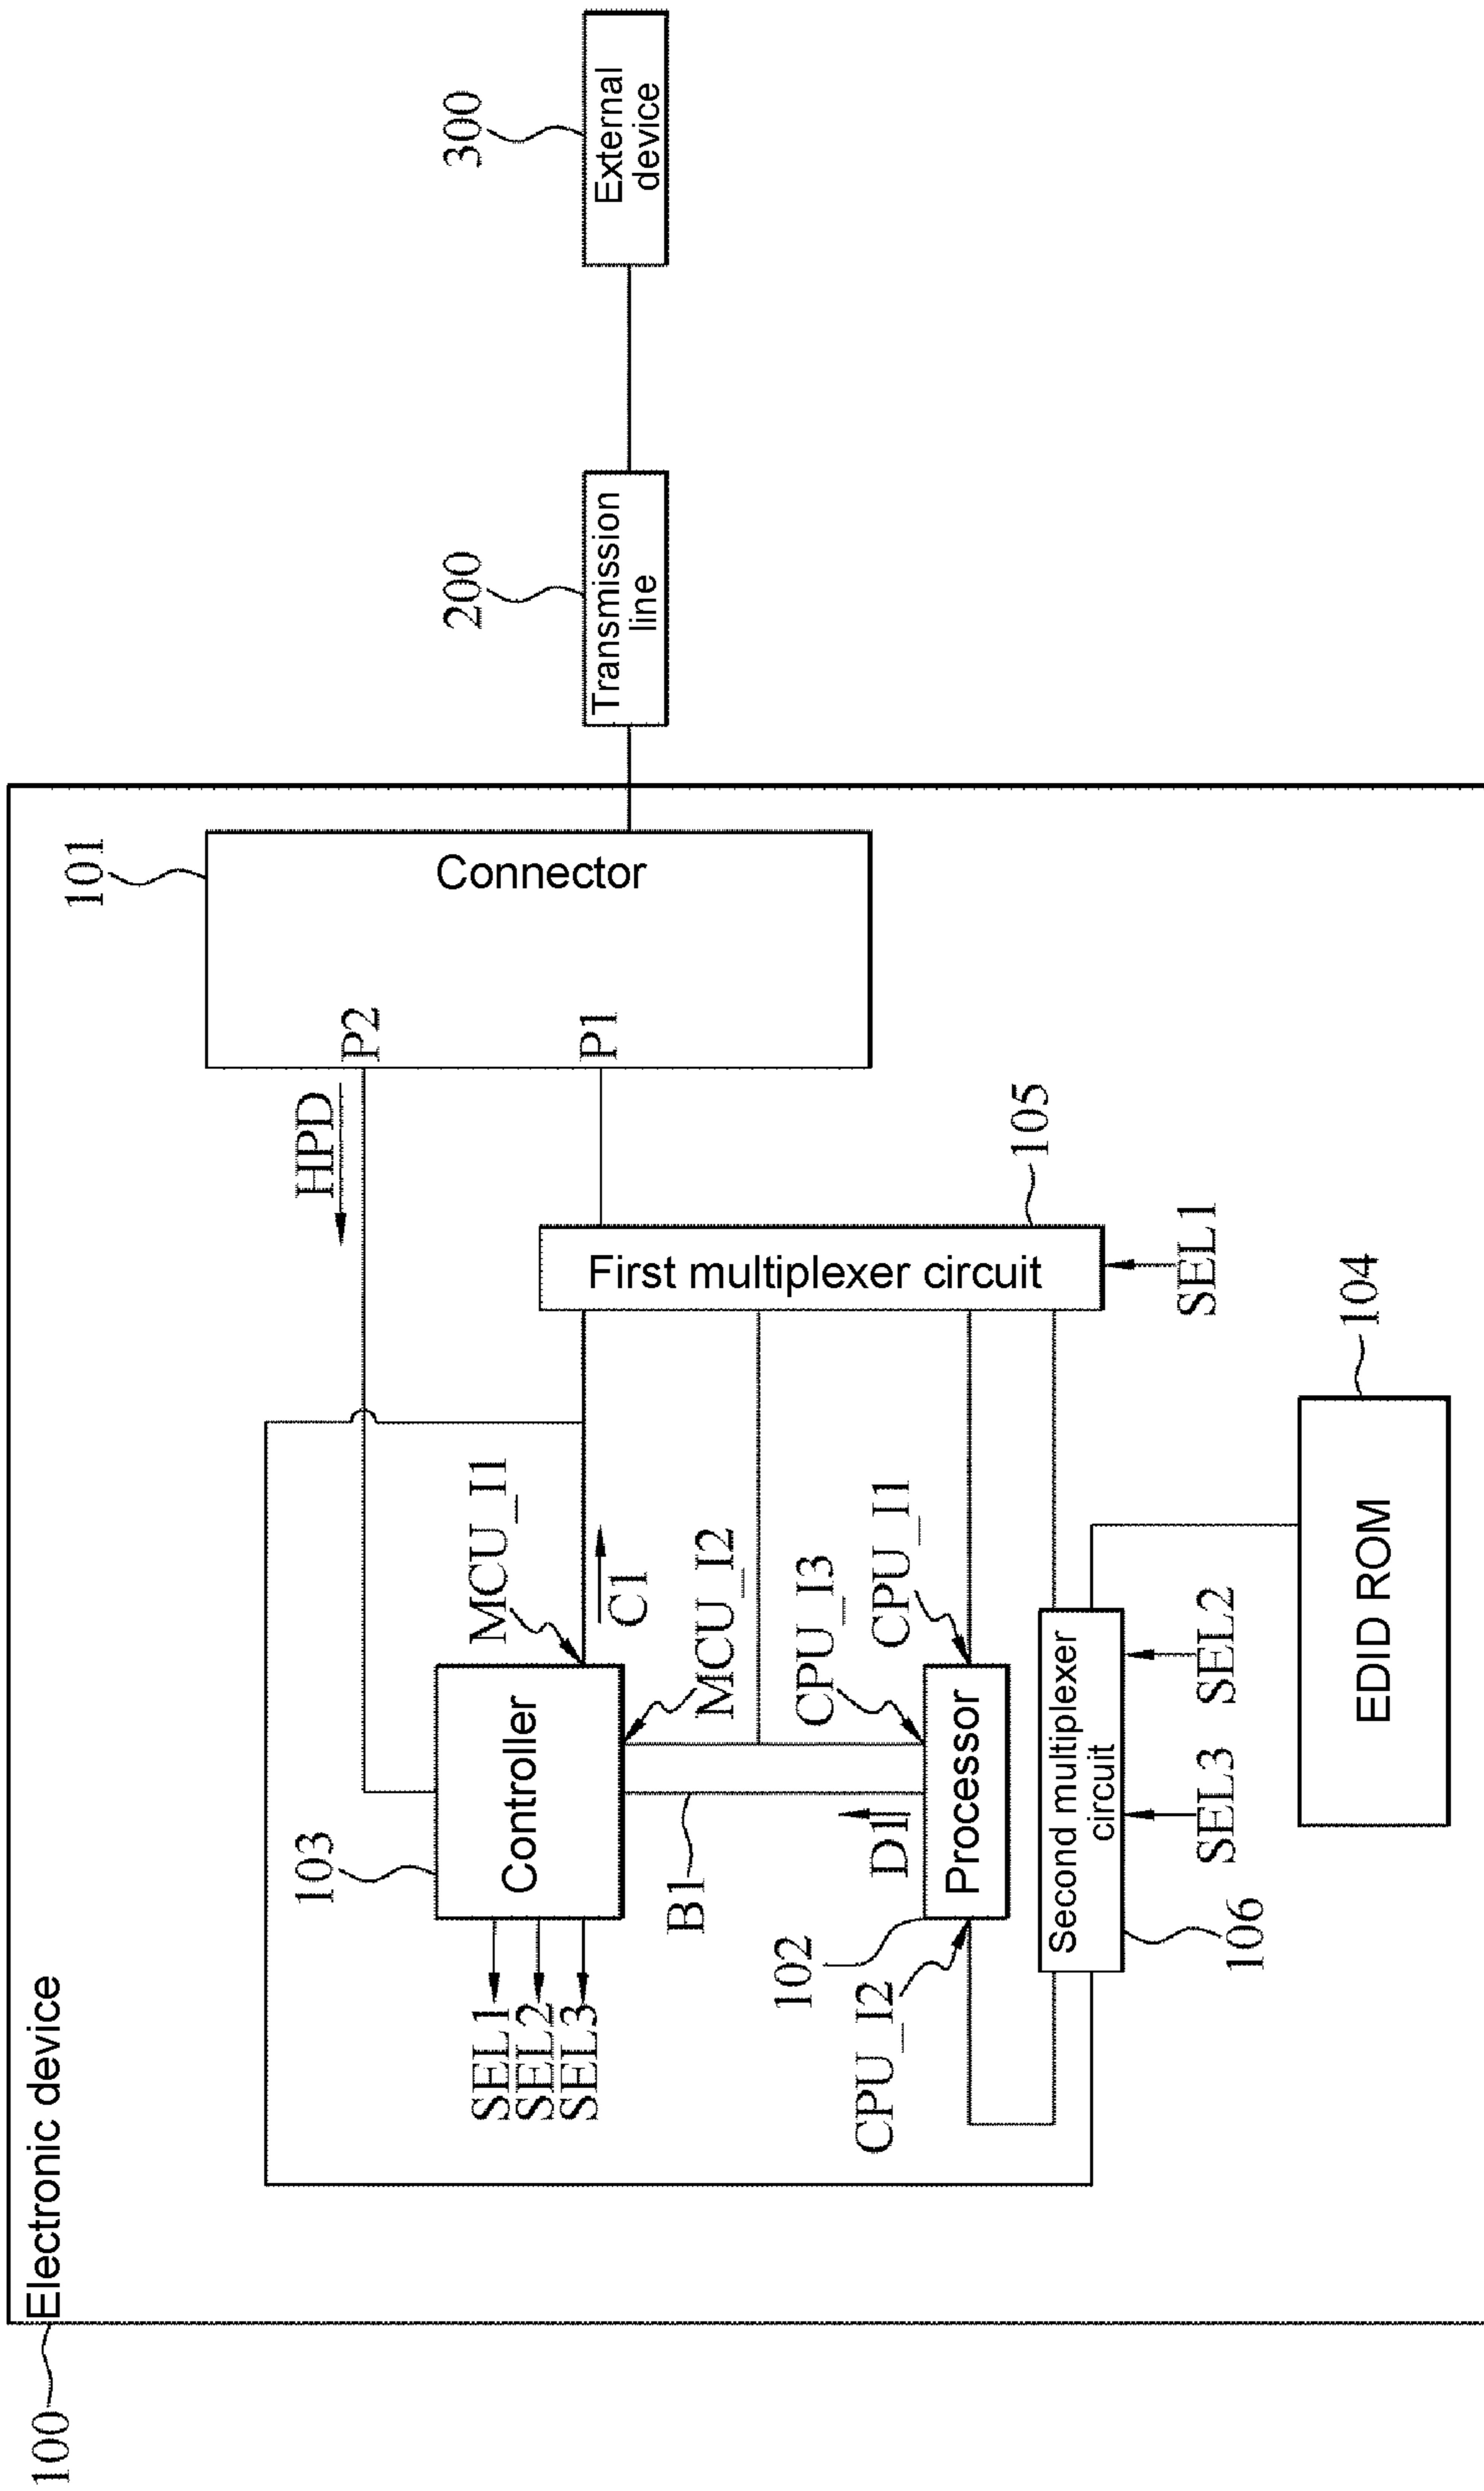 100
Electronic device
101
Connector
P2
P1
HPD
200
Transmission
line
300
External
device
103
Controller
SEL1
SEL2
SEL3
MCU_I1
C1
MCU_I2
B1
First multiplexer circuit
105
SEL1
CPU_I3
CPU_I1
D1
102
Processor
CPU_I2
Second multiplexer
circuit
106
SEL3
SEL2
104
EDID ROM